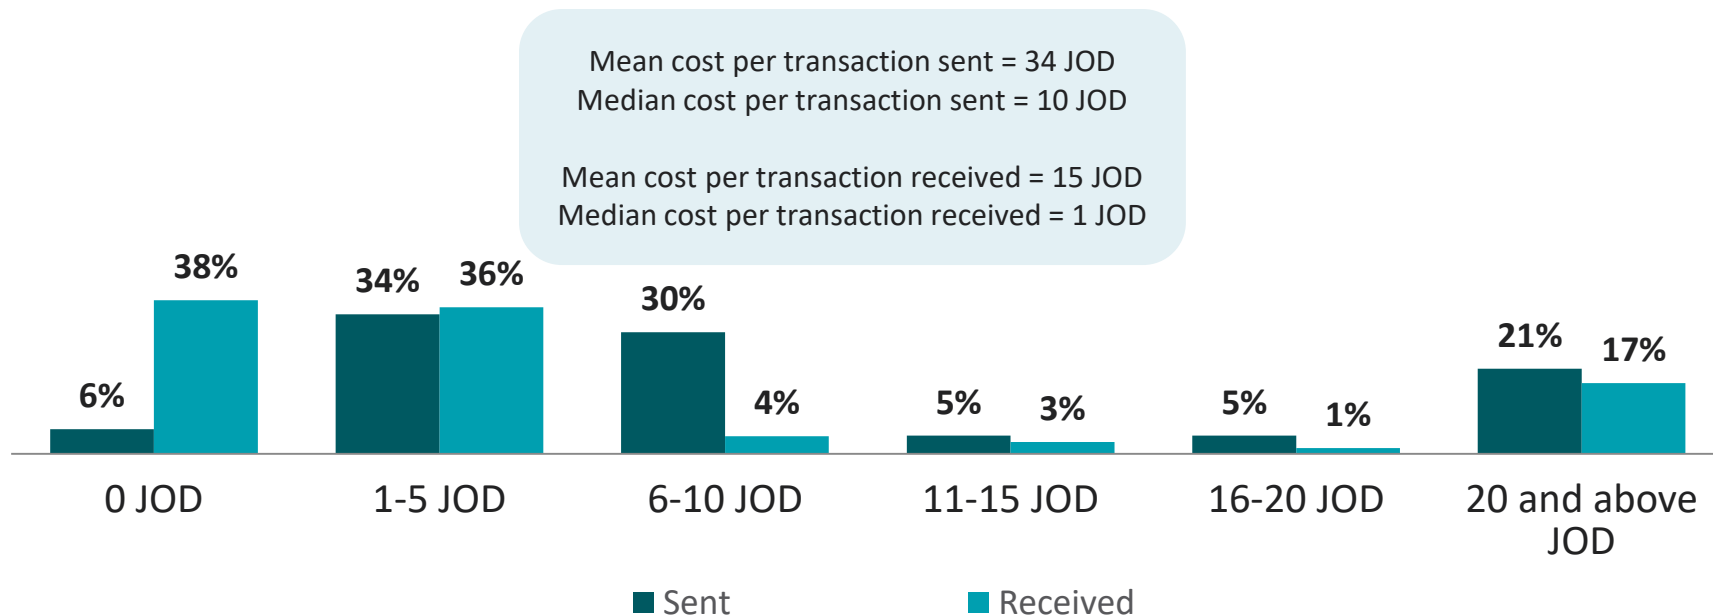 Mean cost per transaction sent = 34 JOD
Median cost per transaction sent = 10 JOD
Mean cost per transaction received = 15 JOD
Median cost per transaction received = 1 JOD
6%
38%
34%
36%
30%
4%
5%
3%
5%
1%
21%
17%
0 JOD
1-5 JOD
6-10 JOD
11-15 JOD
16-20 JOD
20 and above
JOD
Sent
Received